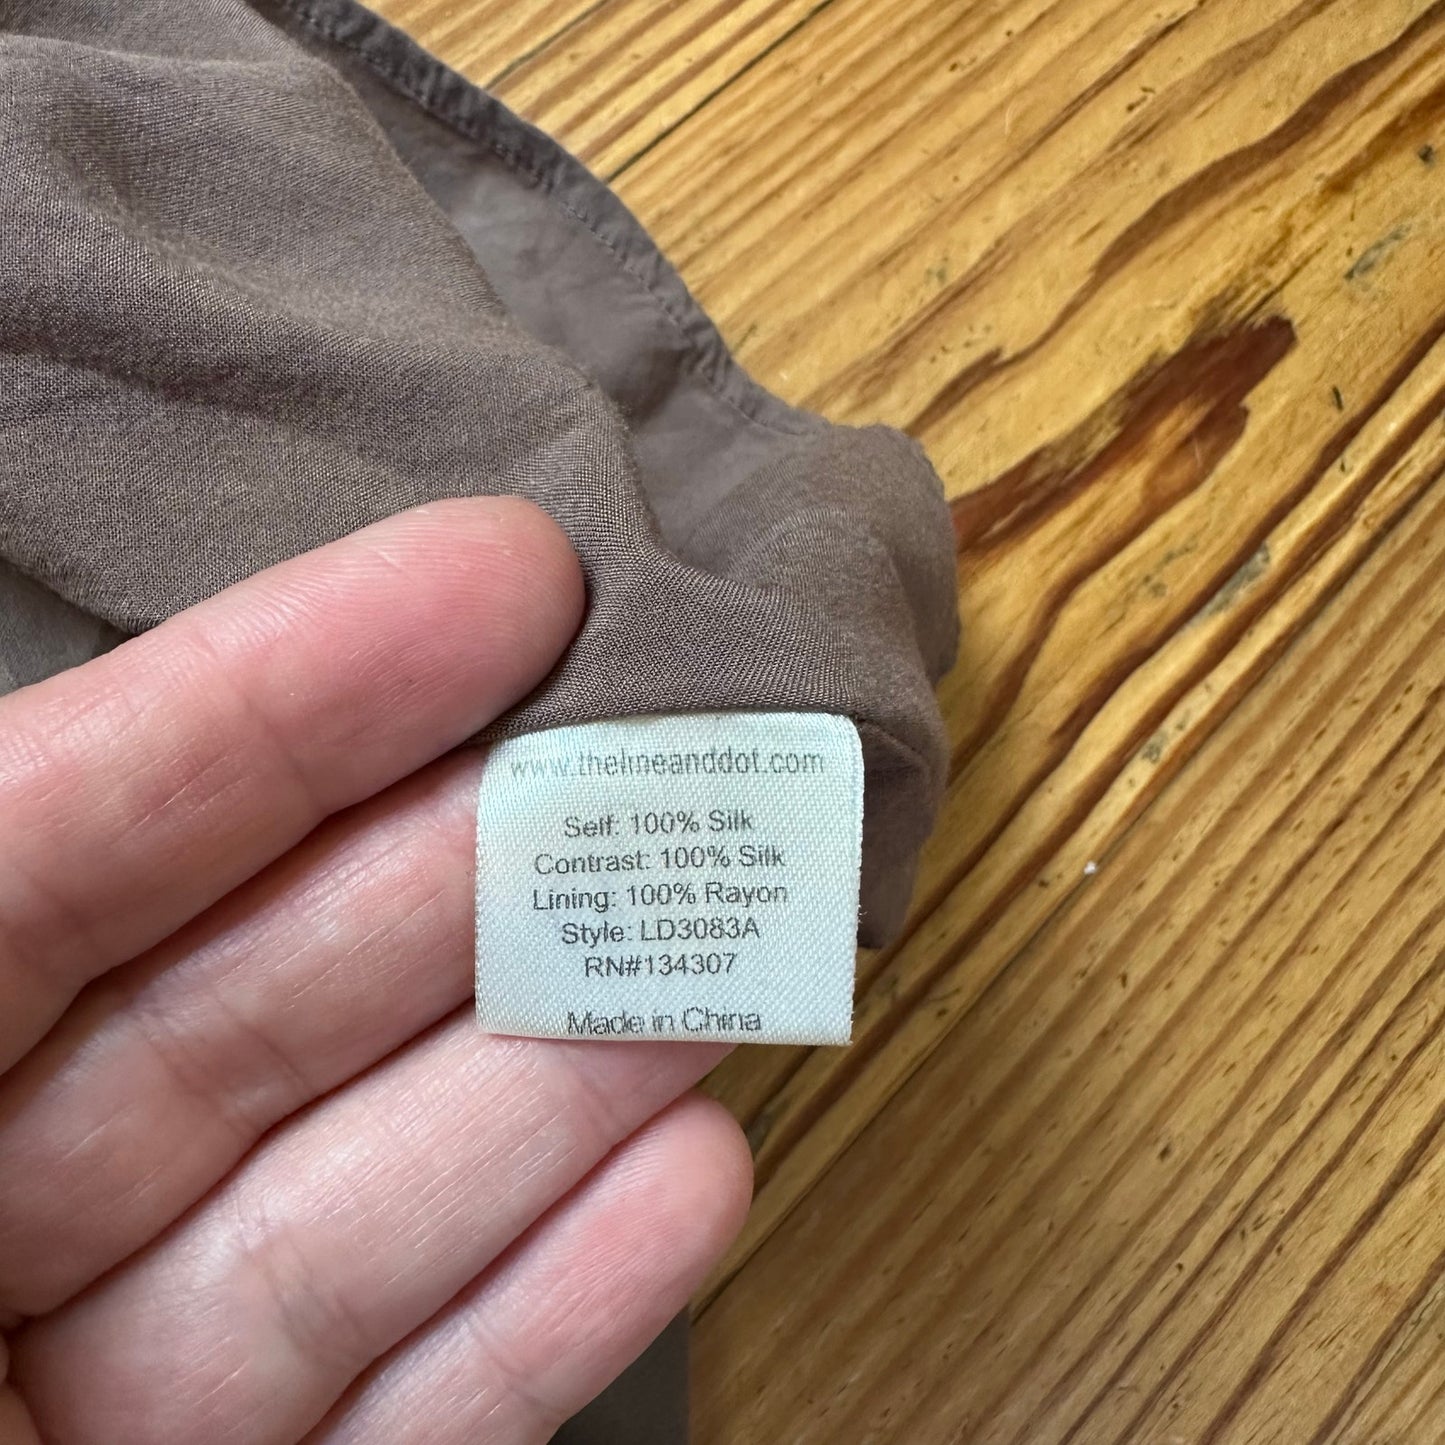 www.thelineanddot.com
Self: 100% Silk
Contrast: 100% Silk
Lining: 100% Rayon
Style: LD3083A
RN#134307
Made in China